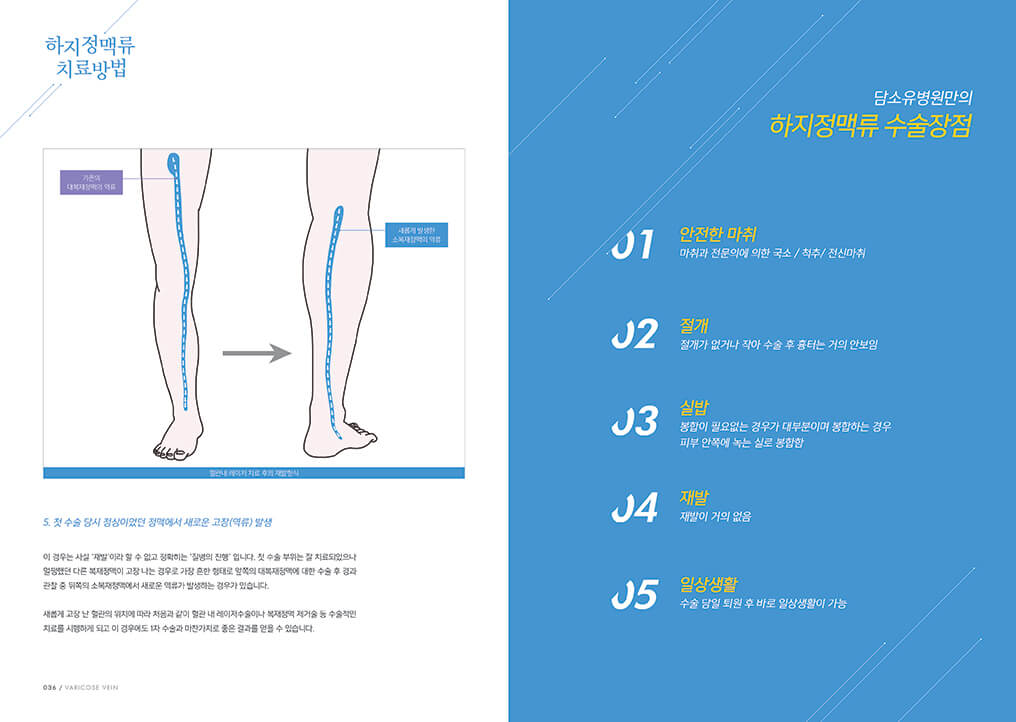 하지정맥류
치료방법
기존의
대복재정맥의 역류
새롭게 발생한
소복재정맥의 역류
혈관내 레이저 치료 후의 재발형식
5. 첫 수술 당시 정상이었던 정맥에서 새로운 고장(역류) 발생
이 경우는 사실 '재발'이라 할 수 없고 정확히는 '질병의 진행' 입니다. 첫 수술 부위는 잘 치료되었으나
멀쩡했던 다른 복재정맥이 고장 나는 경우로 가장 흔한 형태로 앞쪽의 대복재정맥에 대한 수술 후 경과
관찰 중 뒤쪽의 소복재정맥에서 새로운 역류가 발생하는 경우가 있습니다.
새롭게 고장 난 혈관의 위치에 따라 처음과 같이 혈관 내 레이저수술이나 복재정맥 제거술 등 수술적인
치료를 시행하게 되고 이 경우에도 1차 수술과 마찬가지로 좋은 결과를 얻을 수 있습니다.
036 / VARICOSE VEIN
담소유병원만의
하지정맥류 수술장점
01 안전한 마취
마취과 전문의에 의한 국소 / 척추/ 전신마취
02 절개
절개가 없거나 작아 수술 후 흉터는 거의 안보임
03 실밥
봉합이 필요없는 경우가 대부분이며 봉합하는 경우
피부 안쪽에 녹는 실로 봉합함
04 재발
재발이 거의 없음
05 일상생활
수술 당일 퇴원 후 바로 일상생활이 가능